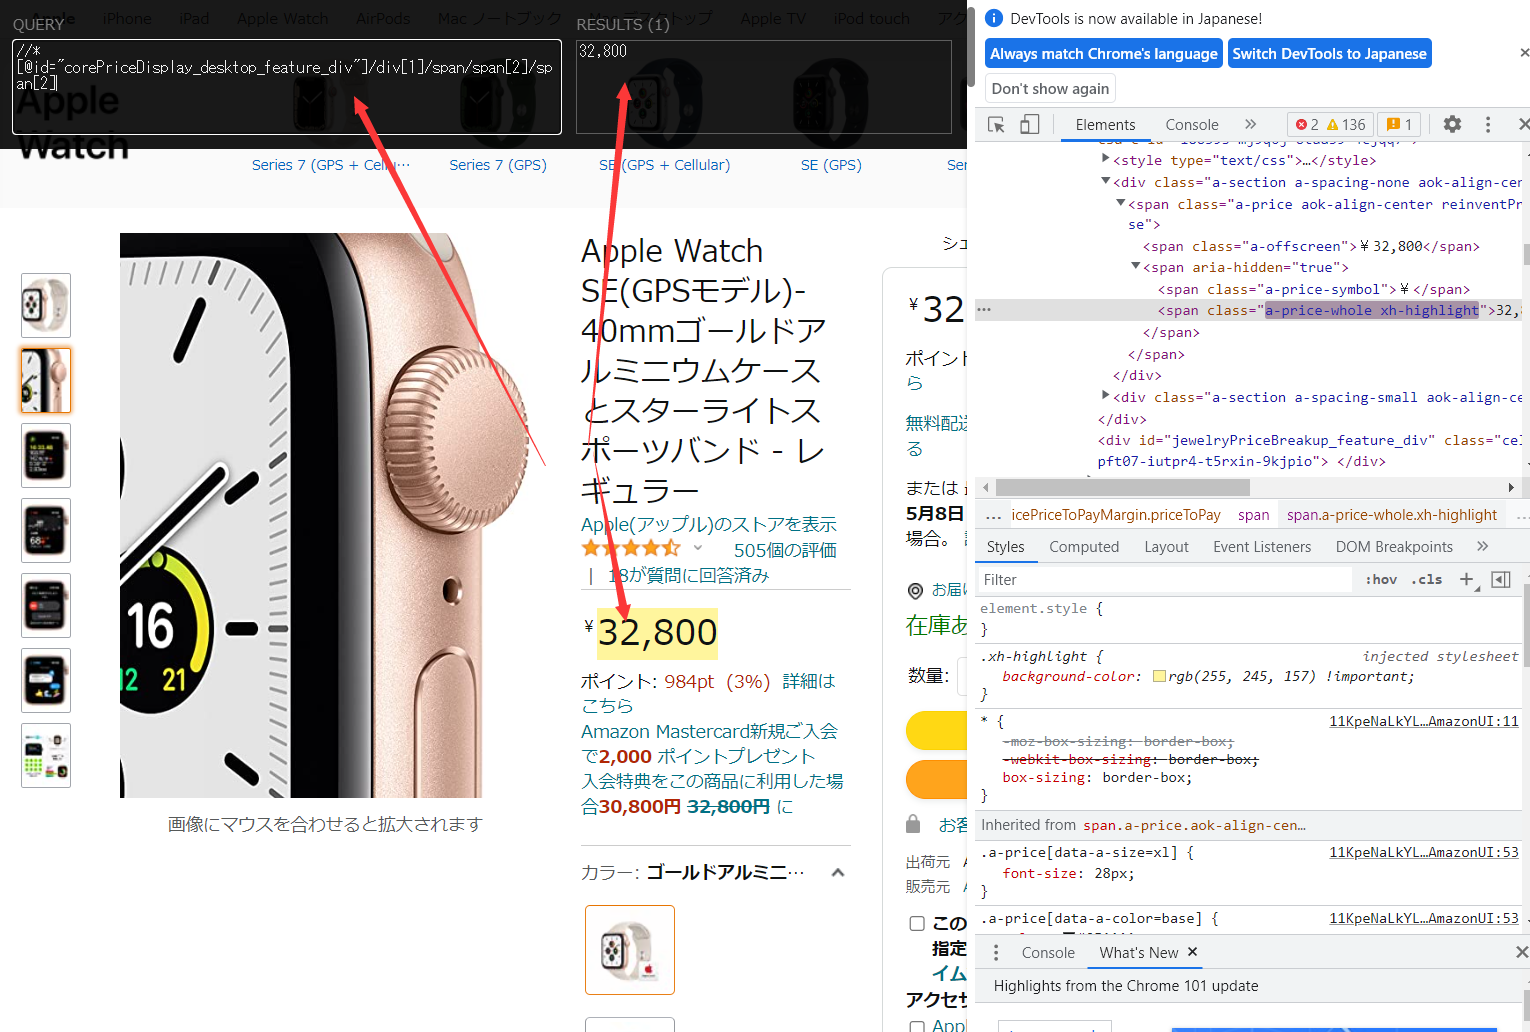 Apple iPhone iPad Apple Watch AirPods Mac ノートブック Mac デスクトップ Apple TV iPod touch アク
QUERY
//*
[@id="corePriceDisplay_desktop_feature_div"]/div[1]/span/span[2]/sp
an[2]
RESULTS (1)
32,800
Apple
Watch
Series 7 (GPS + Cellu…
Series 7 (GPS)
SE (GPS + Cellular)
SE (GPS)
Seri
シェ
Apple Watch
SE(GPSモデル)-
40mmゴールドア
ルミニウムケース
とスターライトス
ポーツバンド - レ
ギュラー
Apple(アップル)のストアを表示
505個の評価
| 18が質問に回答済み
¥32,800
ポイント: 984pt (3%) 詳細は
こちら
Amazon Mastercard新規ご入会
で2,000 ポイントプレゼント
入会特典をこの商品に利用した場
合30,800円 32,800円 に
カラー: ゴールドアルミニ…
16
12 21
画像にマウスを合わせると拡大されます
¥32
ポイント
ら
無料配送
る
または
5月8日
場合。
お届け
在庫あ
数量:
お客
出荷元
販売元
この
指定
イム
アクセサ
Appl
DevTools is now available in Japanese!
Always match Chrome's language
Switch DevTools to Japanese
Don't show again
Elements Console
2 136 1
<style type="text/css">…</style>
<div class="a-section a-spacing-none aok-align-cen
<span class="a-price aok-align-center reinventPr
se">
<span class="a-offscreen">¥32,800</span>
<span aria-hidden="true">
<span class="a-price-symbol">¥</span>
<span class="a-price-whole xh-highlight">32,8
</span>
</span>
</div>
<div class="a-section a-spacing-small aok-align-ce
</div>
<div id="jewelryPriceBreakup_feature_div" class="cel
pft07-iutpr4-t5rxin-9kjpio"> </div>
… icePriceToPayMargin.priceToPay span span.a-price-whole.xh-highlight …
Styles Computed Layout Event Listeners DOM Breakpoints
Filter :hov .cls
element.style {
}
.xh-highlight { injected stylesheet
background-color: rgb(255, 245, 157) !important;
}
* { 11KpeNaLkYL…AmazonUI:11
-moz-box-sizing: border-box;
-webkit-box-sizing: border-box;
box-sizing: border-box;
}
Inherited from span.a-price.aok-align-cen…
.a-price[data-a-size=xl] { 11KpeNaLkYL…AmazonUI:53
font-size: 28px;
}
.a-price[data-a-color=base] { 11KpeNaLkYL…AmazonUI:53
Console What's New
Highlights from the Chrome 101 update